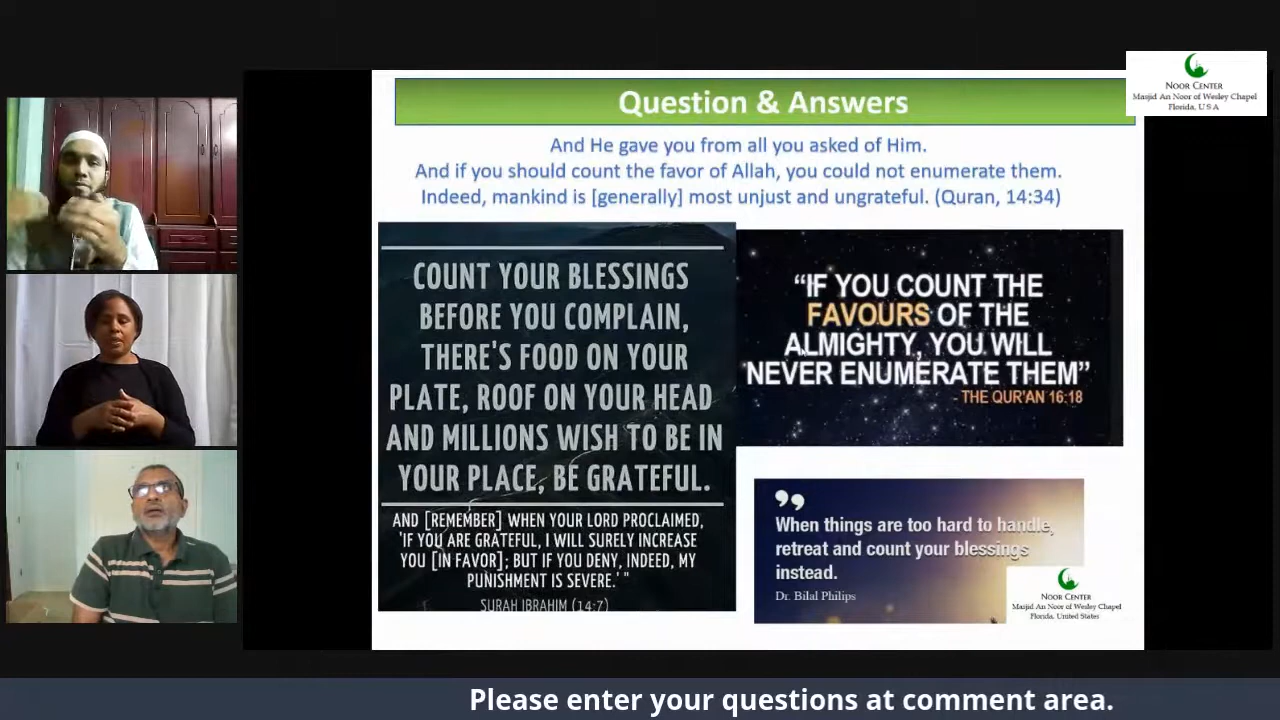 NOOR CENTER
Masjid An Noor of Wesley Chapel
Florida, U S A
Question & Answers
And He gave you from all you asked of Him.
And if you should count the favor of Allah, you could not enumerate them.
Indeed, mankind is [generally] most unjust and ungrateful. (Quran, 14:34)
COUNT YOUR BLESSINGS
BEFORE YOU COMPLAIN,
THERE'S FOOD ON YOUR
PLATE, ROOF ON YOUR HEAD
AND MILLIONS WISH TO BE IN
YOUR PLACE, BE GRATEFUL.
AND [REMEMBER] WHEN YOUR LORD PROCLAIMED,
'IF YOU ARE GRATEFUL, I WILL SURELY INCREASE
YOU [IN FAVOR]; BUT IF YOU DENY, INDEED, MY
PUNISHMENT IS SEVERE.' "
SURAH IBRAHIM (14:7)
“IF YOU COUNT THE
FAVOURS OF THE
ALMIGHTY, YOU WILL
NEVER ENUMERATE THEM”
- THE QUR'AN 16:18
”
When things are too hard to handle,
retreat and count your blessings
instead.
Dr. Bilal Philips
NOOR CENTER
Masjid An Noor of Wesley Chapel
Florida, United States
Please enter your questions at comment area.